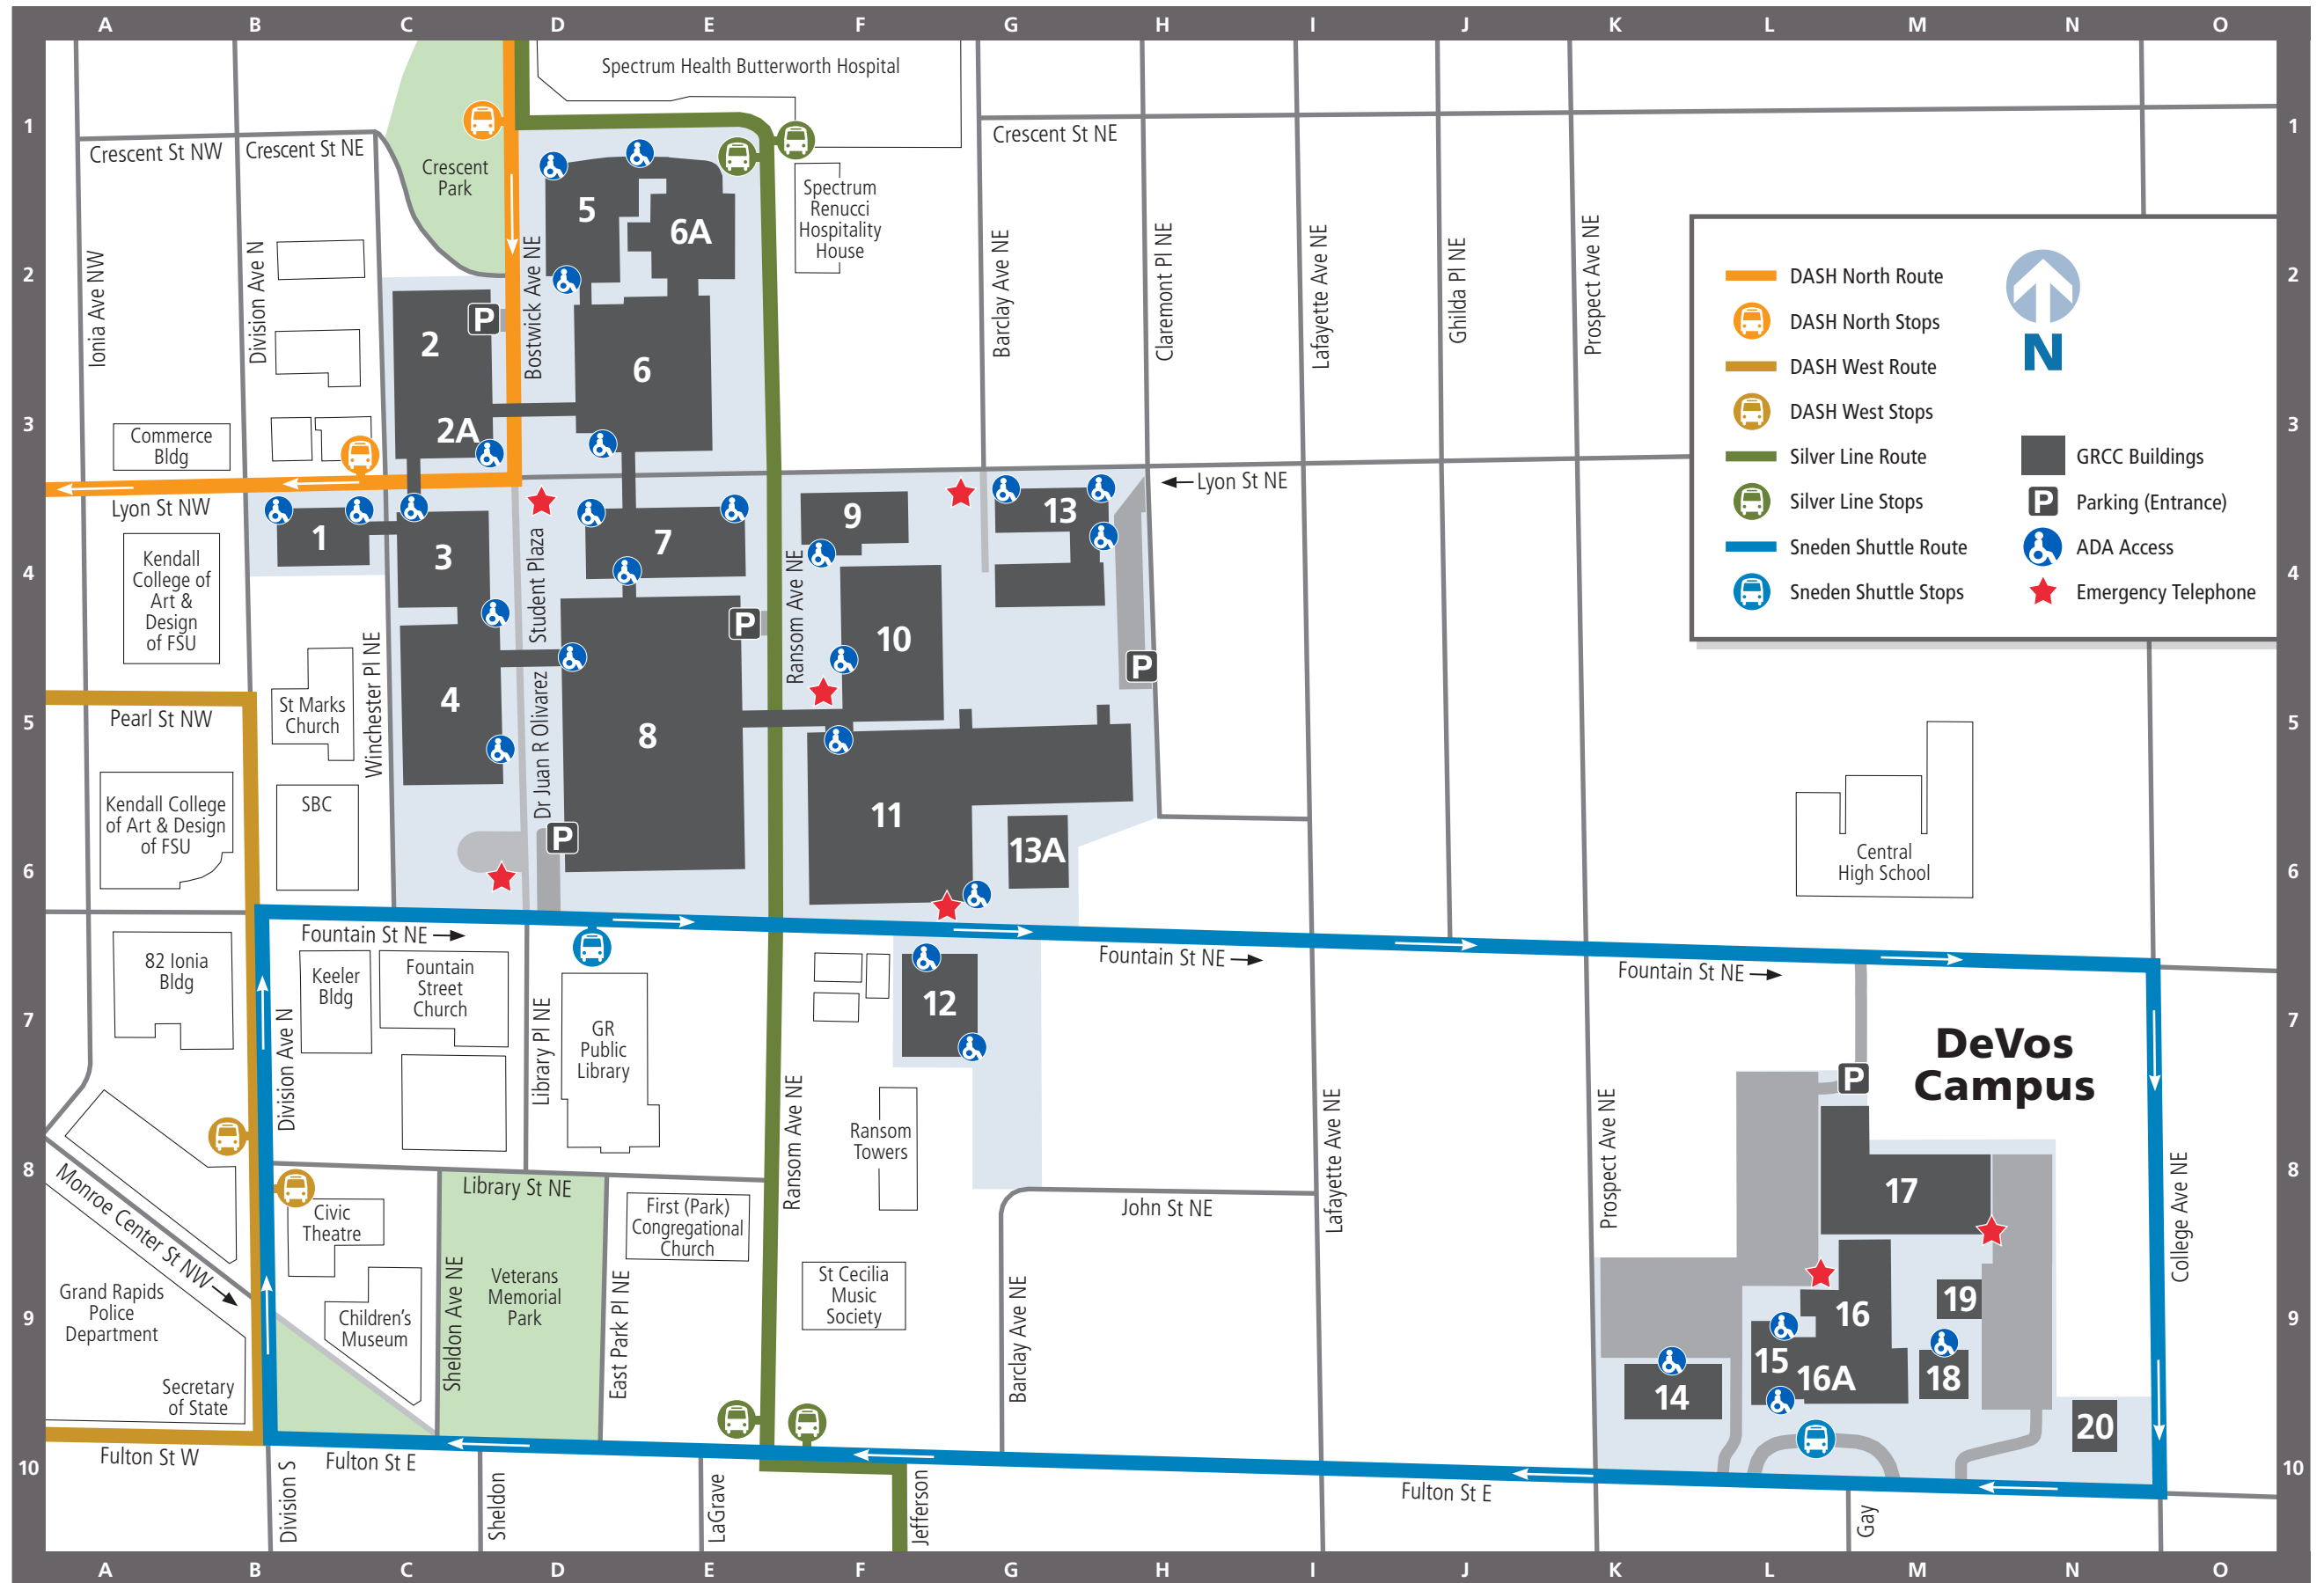 A B C D E F G H I J K L M N O
1
2
3
4
5
6
7
8
9
10
1
2
3
4
5
6
7
8
9
10
A B C D E F G H I J K L M N O
Spectrum Health Butterworth Hospital
Crescent St NW
Crescent St NE
Crescent St NE
Crescent
Park
Spectrum
Renucci
Hospitality
House
5
6A
Ionia Ave NW
Division Ave N
Bostwick Ave NE
Barclay Ave NE
Claremont Pl NE
Lafayette Ave NE
Ghilda Pl NE
Prospect Ave NE
DASH North Route
DASH North Stops
DASH West Route
DASH West Stops
Silver Line Route
Silver Line Stops
Sneden Shuttle Route
Sneden Shuttle Stops
N
GRCC Buildings
P
Parking (Entrance)
ADA Access
Emergency Telephone
P
2
2A
6
Commerce
Bldg
Lyon St NW
Lyon St NE
Kendall
College of
Art &
Design
of FSU
1
3
7
9
13
Student Plaza
Dr Juan R Olivarez
Ransom Ave NE
Winchester Pl NE
P
P
10
Pearl St NW
St Marks
Church
4
8
Kendall College
of Art & Design
of FSU
SBC
P
11
13A
Central
High School
Fountain St NE
Fountain St NE
Fountain St NE
82 Ionia
Bldg
Keeler
Bldg
Fountain
Street
Church
Library Pl NE
GR
Public
Library
12
Division Ave N
Ransom Ave NE
Lafayette Ave NE
Prospect Ave NE
DeVos
Campus
P
Ransom
Towers
Monroe Center St NW
Library St NE
John St NE
17
College Ave NE
Civic
Theatre
First (Park)
Congregational
Church
Grand Rapids
Police
Department
Children's
Museum
Sheldon Ave NE
Veterans
Memorial
Park
East Park Pl NE
St Cecilia
Music
Society
Barclay Ave NE
16
19
15
16A
18
14
20
Secretary
of State
Fulton St W
Fulton St E
Fulton St E
Division S
Sheldon
LaGrave
Jefferson
Gay